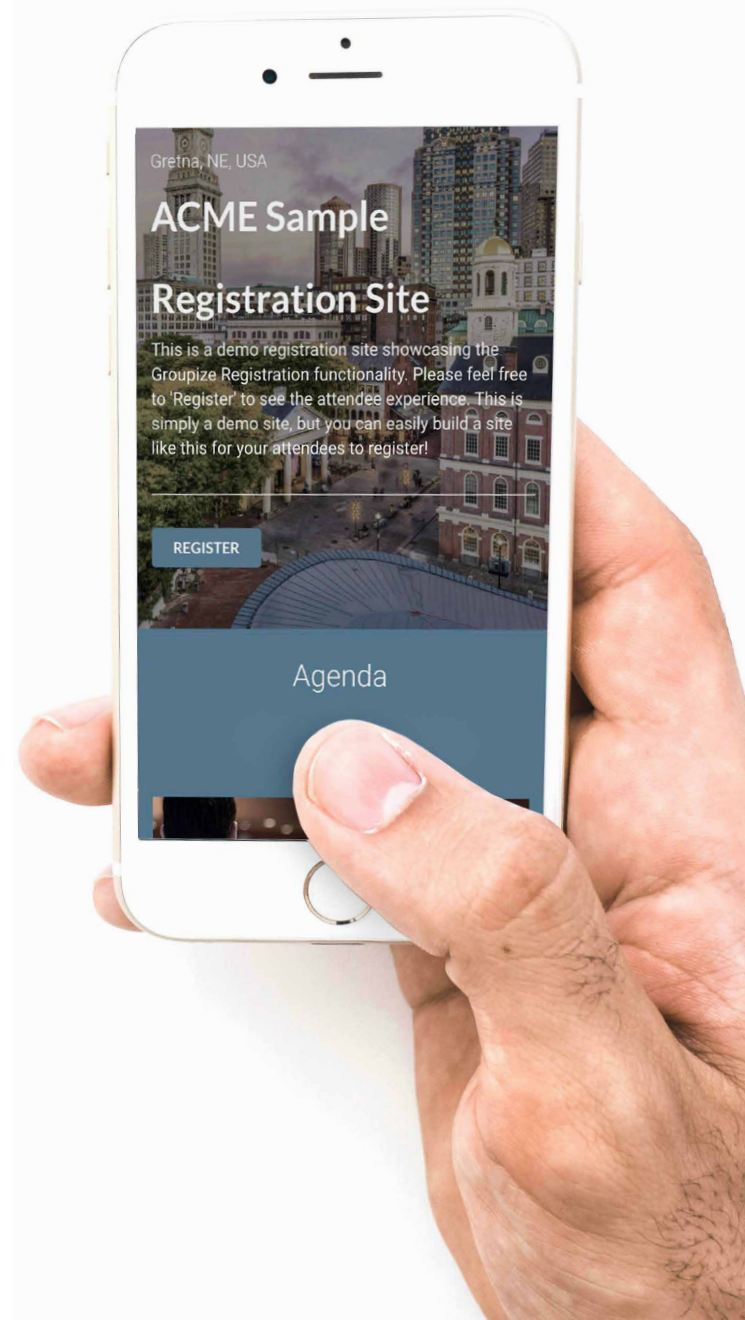 Gretna, NE, USA
ACME Sample
Registration Site
This is a demo registration site showcasing the
Groupize Registration functionality. Please feel free
to 'Register' to see the attendee experience. This is
simply a demo site, but you can easily build a site
like this for your attendees to register!
REGISTER
Agenda